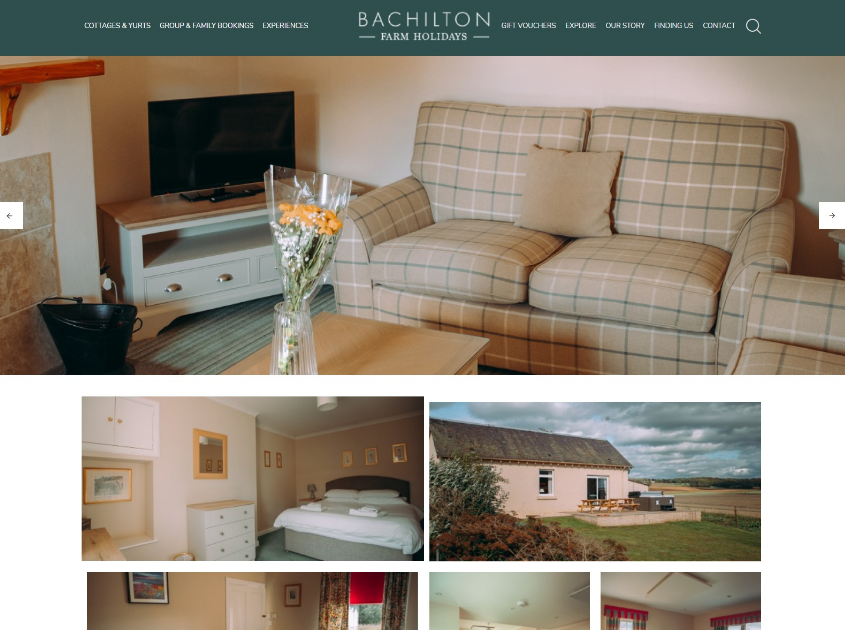 COTTAGES & YURTS GROUP & FAMILY BOOKINGS EXPERIENCES
BACHILTON
FARM HOLIDAYS
GIFT VOUCHERS EXPLORE OUR STORY FINDING US CONTACT